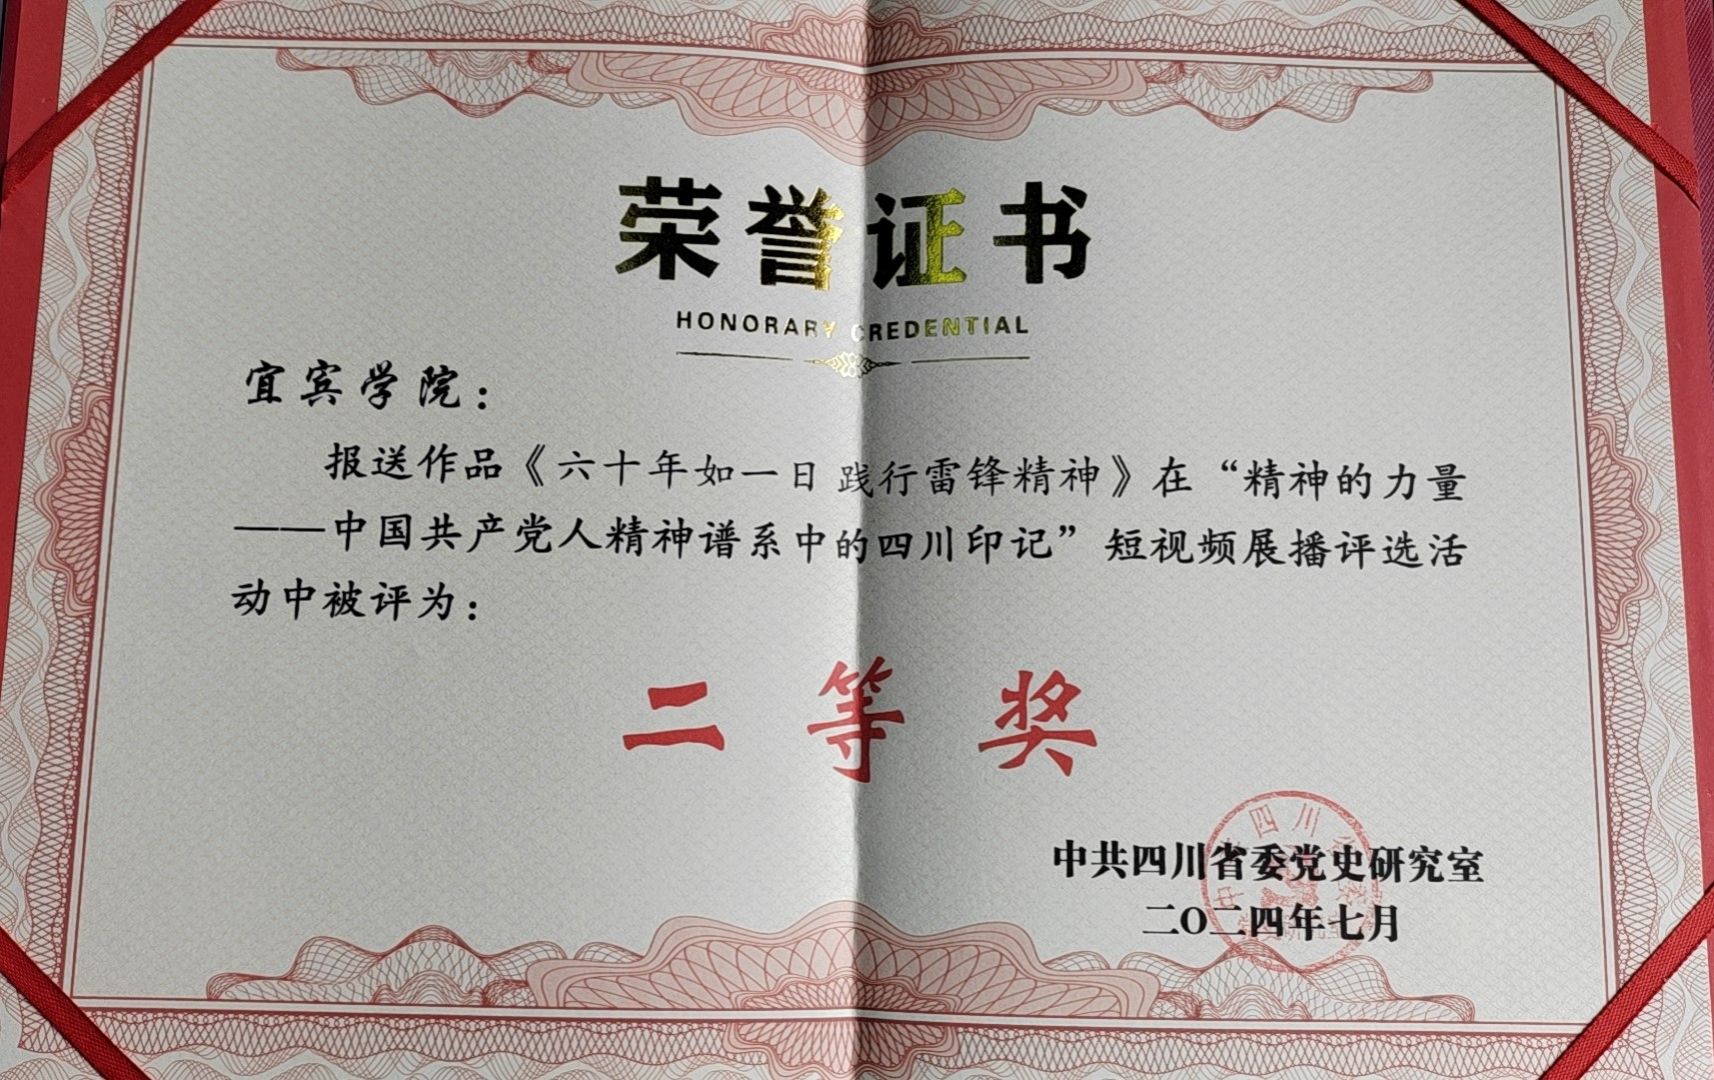 荣誉证书
HONORARY CREDENTIAL
宜宾学院：
报送作品《六十年如一日 践行雷锋精神》在“精神的力量
——中国共产党人精神谱系中的四川印记”短视频展播评选活
动中被评为：
二等奖
中共四川省委党史研究室
二〇二四年七月